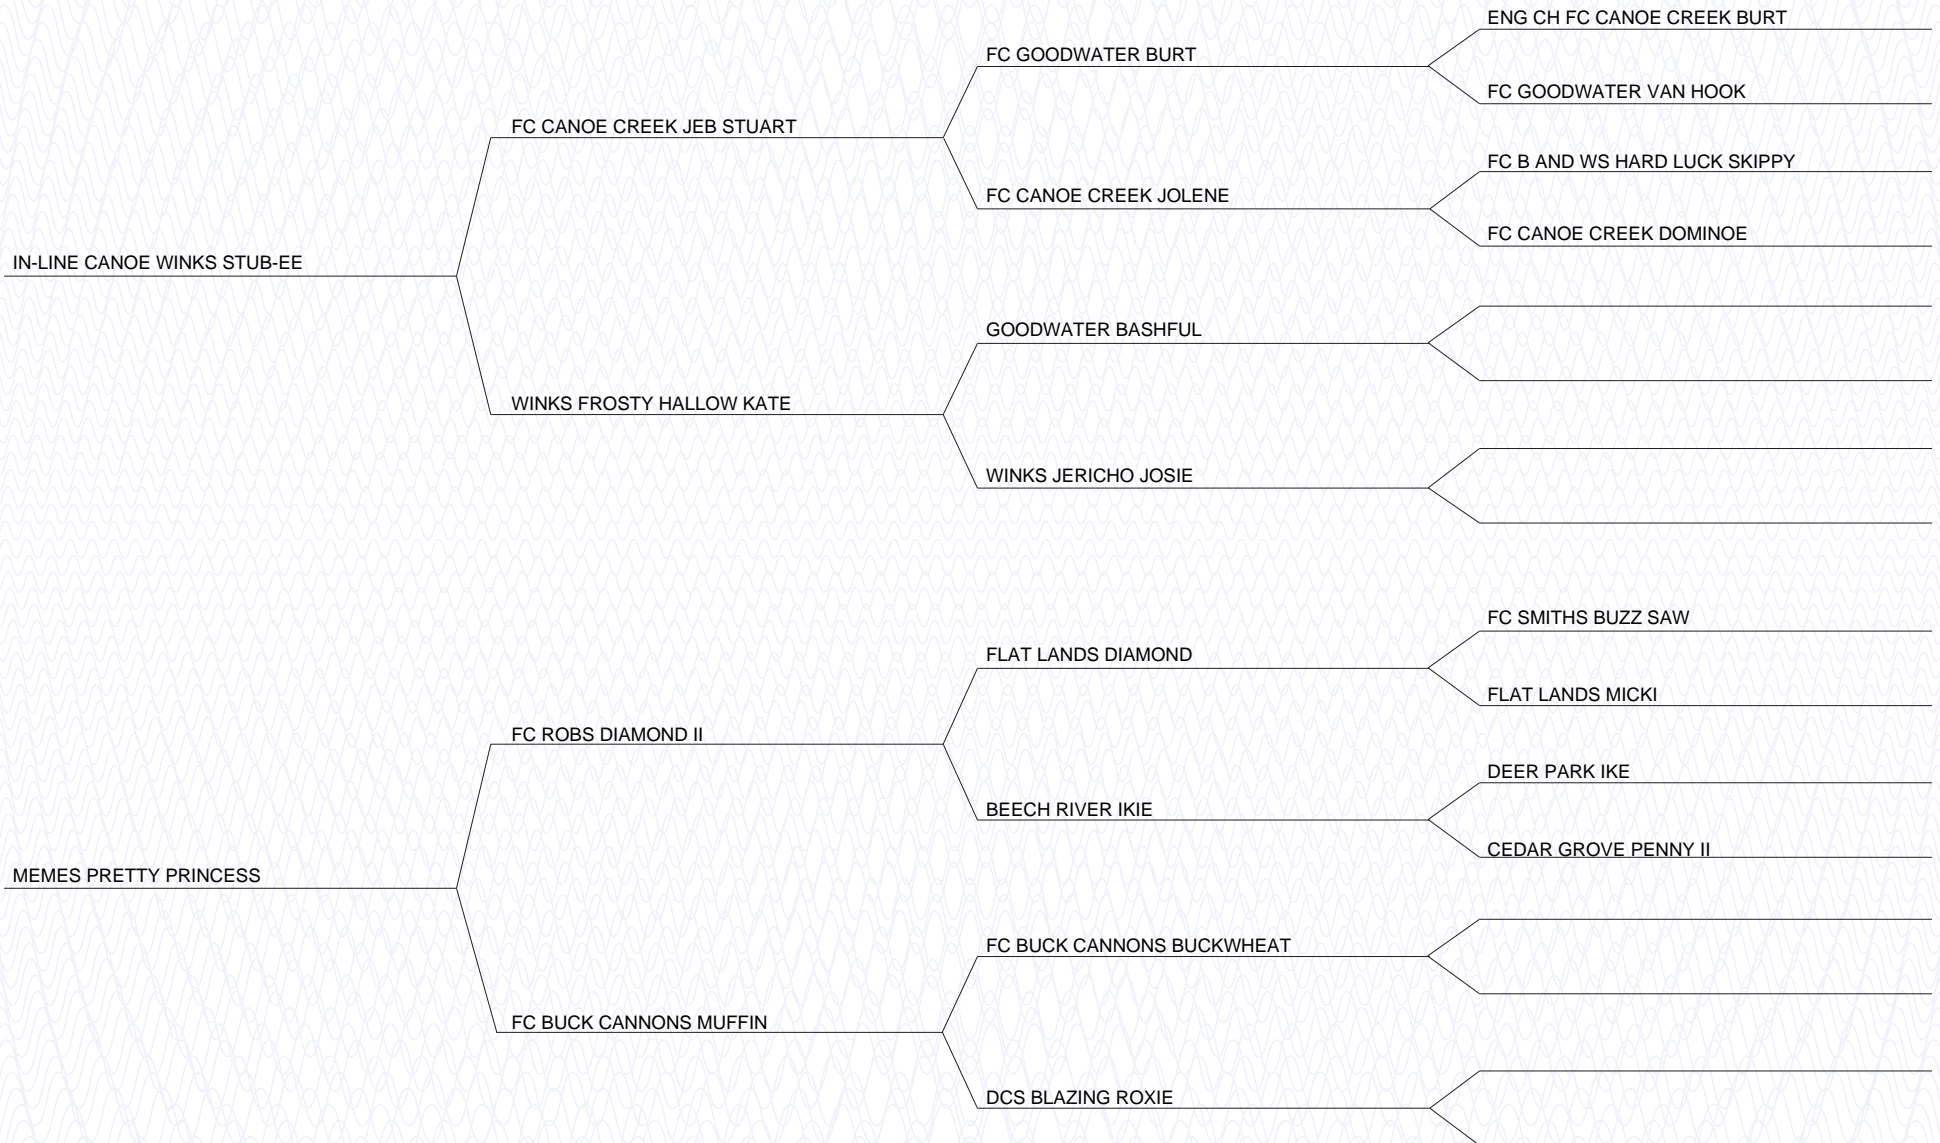 ENG CH FC CANOE CREEK BURT
FC GOODWATER BURT
FC GOODWATER VAN HOOK
FC CANOE CREEK JEB STUART
FC B AND WS HARD LUCK SKIPPY
FC CANOE CREEK JOLENE
FC CANOE CREEK DOMINOE
IN-LINE CANOE WINKS STUB-EE
GOODWATER BASHFUL
WINKS FROSTY HALLOW KATE
WINKS JERICHO JOSIE
FC SMITHS BUZZ SAW
FLAT LANDS DIAMOND
FLAT LANDS MICKI
FC ROBS DIAMOND II
DEER PARK IKE
BEECH RIVER IKIE
CEDAR GROVE PENNY II
MEMES PRETTY PRINCESS
FC BUCK CANNONS BUCKWHEAT
FC BUCK CANNONS MUFFIN
DCS BLAZING ROXIE